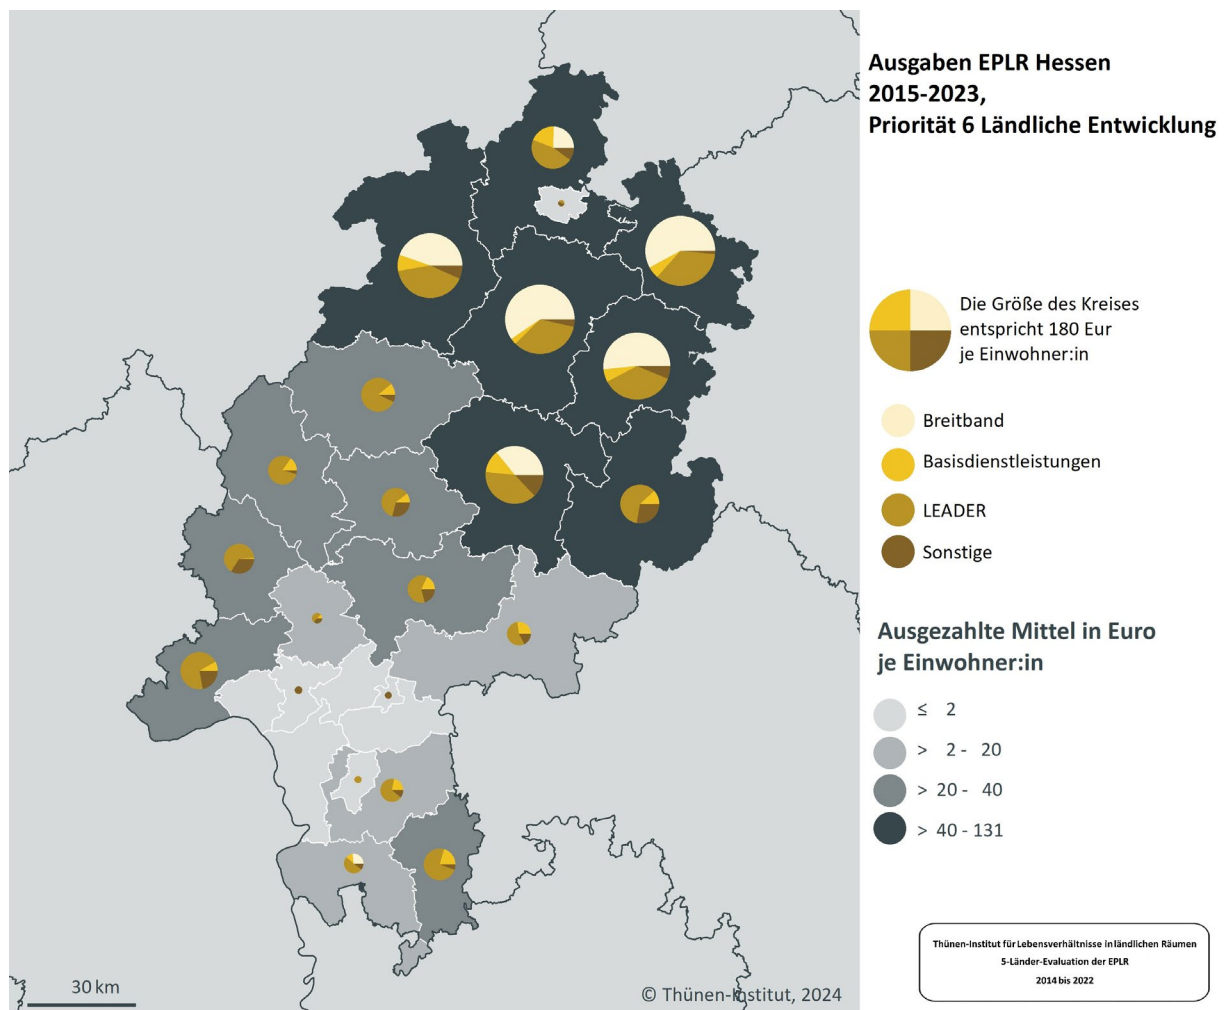 Ausgaben EPLR Hessen
2015-2023,
Priorität 6 Ländliche Entwicklung
Die Größe des Kreises
entspricht 180 Eur
je Einwohner:in
Breitband
Basisdienstleistungen
LEADER
Sonstige
Ausgezahlte Mittel in Euro
je Einwohner:in
≤ 2
> 2 - 20
> 20 - 40
> 40 - 131
Thünen-Institut für Lebensverhältnisse in ländlichen Räumen
5-Länder-Evaluation der EPLR
2014 bis 2022
30 km
© Thünen-Institut, 2024